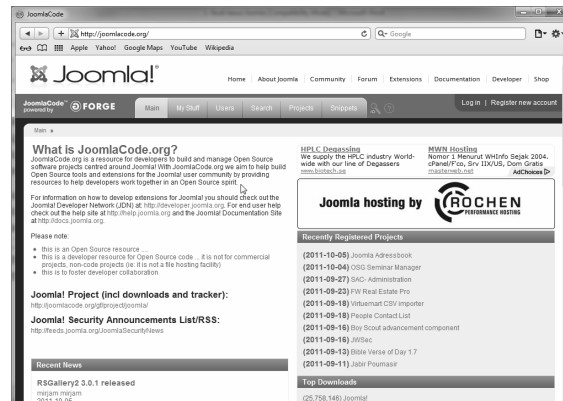 JoomlaCode
http://joomlacode.org/
Google
Apple Yahoo! Google Maps YouTube Wikipedia
Joomla!®
Home About Joomla Community Forum Extensions Documentation Developer Shop
JoomlaCode™
powered by FORGE
Main My Stuff Users Search Projects Snippets
Log in | Register new account
Main »
What is JoomlaCode.org?
JoomlaCode.org is a resource for developers to build and manage Open Source
software projects centred around Joomla! With JoomlaCode.org we aim to help build
Open Source tools and extensions for the Joomla! user community by providing
resources to help developers work together in an Open Source spirit.
For information on how to develop extensions for Joomla! you should check out the
Joomla! Developer Network (JDN) at http://developer.joomla.org. For end user help
check out the help site at http://help.joomla.org and the Joomla! Documentation Site
at http://docs.joomla.org.
Please note:
this is an Open Source resource ...
this is a developer resource for Open Source code ... it is not for commercial
projects, non-code projects (ie: it is not a file hosting facility)
this is to foster developer collaboration
Joomla! Project (incl downloads and tracker):
http://joomlacode.org/gf/project/joomla/
Joomla! Security Announcements List/RSS:
http://feeds.joomla.org/JoomlaSecurityNews
Recent News
RSGallery2 3.0.1 released
mirjam mirjam
2011-10-05
HPLC Degassing
We supply the HPLC industry World-
wide with our line of Degassers
www.biotech.se
MWN Hosting
Nomor 1 Menurut WHInfo Sejak 2004.
cPanel/F'co, Srv IIX/US, Dom Gratis
masterweb.net
AdChoices
Joomla hosting by ROCHEN
PERFORMANCE HOSTING
Recently Registered Projects
(2011-10-05) Joomla Adressbook
(2011-10-04) OSG Seminar Manager
(2011-09-27) SAC- Administration
(2011-09-23) FW Real Estate Pro
(2011-09-18) Virtuemart CSV importer
(2011-09-18) People Contact List
(2011-09-16) Boy Scout advancement component
(2011-09-16) JWSec
(2011-09-13) Bible Verse of Day 1.7
(2011-09-11) Jabir Poumasir
Top Downloads
(25,758,146) Joomla!